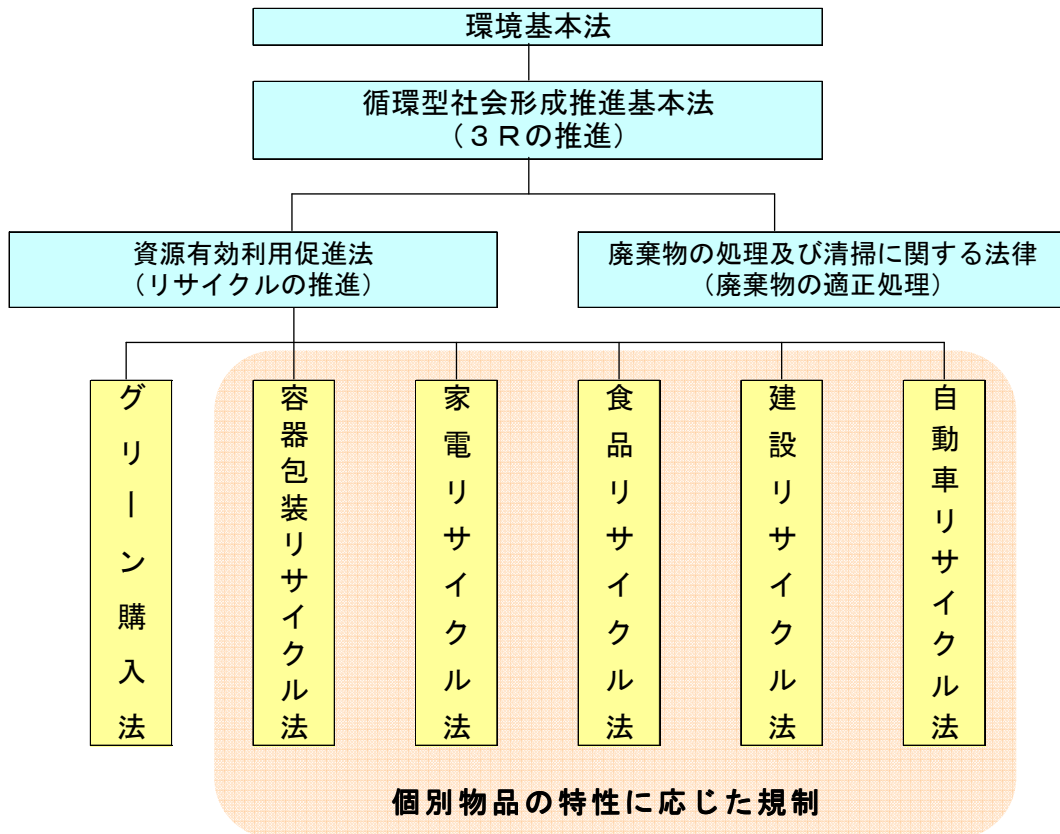 環境基本法
循環型社会形成推進基本法
（３Ｒの推進）
資源有効利用促進法
（リサイクルの推進）
廃棄物の処理及び清掃に関する法律
（廃棄物の適正処理）
グリーン購入法
容器包装リサイクル法
家電リサイクル法
食品リサイクル法
建設リサイクル法
自動車リサイクル法
個別物品の特性に応じた規制